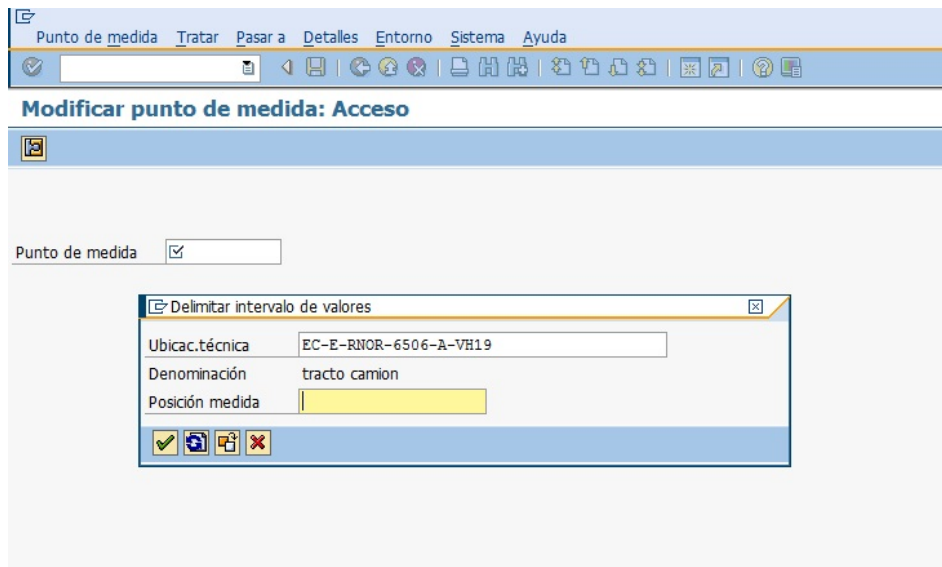 Punto de medida Tratar Pasar a Detalles Entorno Sistema Ayuda
Modificar punto de medida: Acceso
Punto de medida
Delimitar intervalo de valores
Ubicac.técnica EC-E-RNOR-6506-A-VH19
Denominación tracto camion
Posición medida